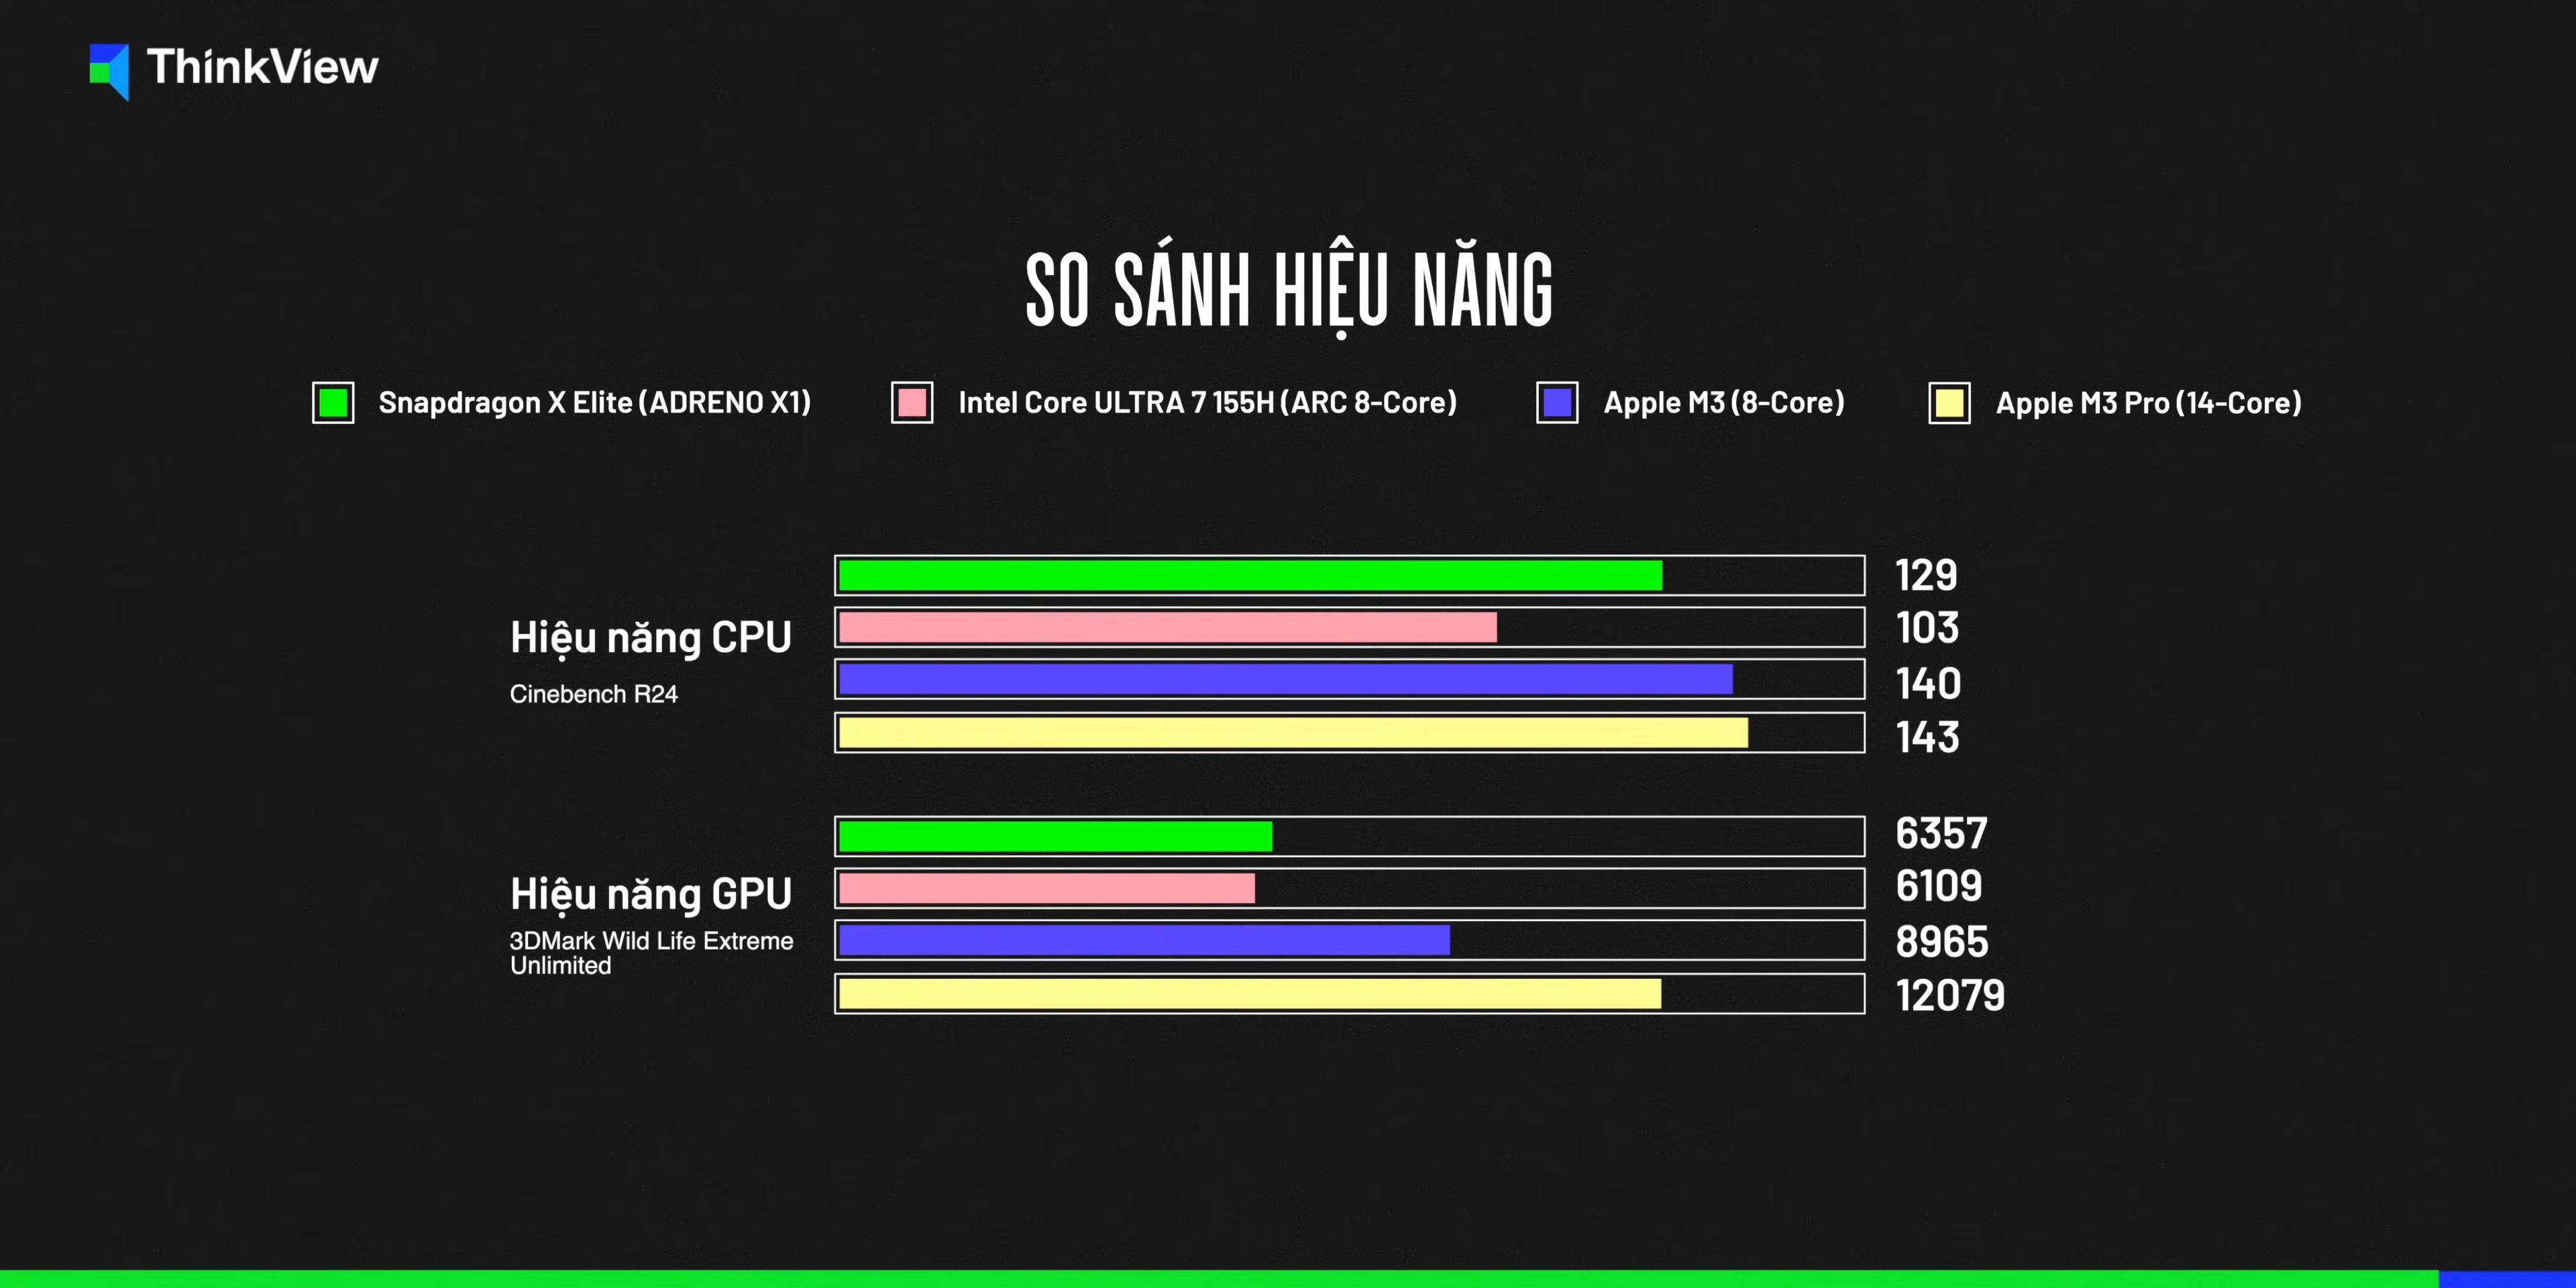 ThinkView
SO SÁNH HIỆU NĂNG
Snapdragon X Elite (ADRENO X1)
Intel Core ULTRA 7 155H (ARC 8-Core)
Apple M3 (8-Core)
Apple M3 Pro (14-Core)
Hiệu năng CPU
Cinebench R24
129
103
140
143
Hiệu năng GPU
3DMark Wild Life Extreme
Unlimited
6357
6109
8965
12079